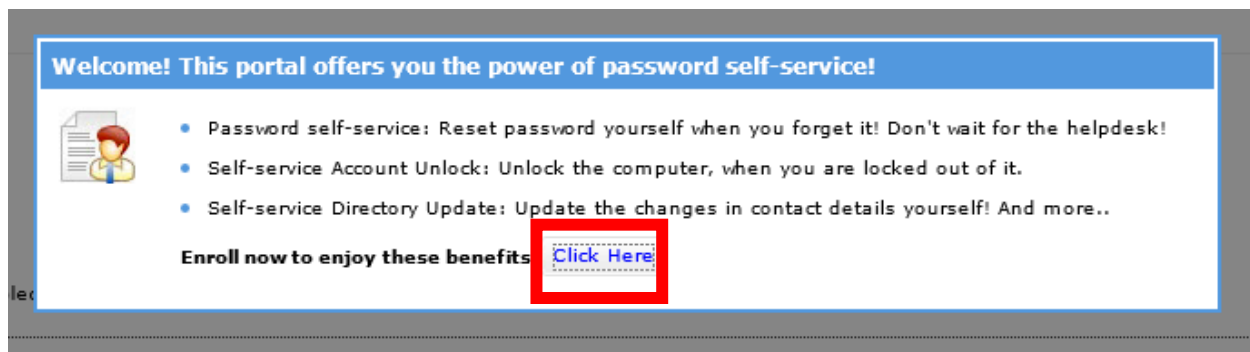 Welcome! This portal offers you the power of password self-service!
Password self-service: Reset password yourself when you forget it! Don't wait for the helpdesk!
Self-service Account Unlock: Unlock the computer, when you are locked out of it.
Self-service Directory Update: Update the changes in contact details yourself! And more..
Enroll now to enjoy these benefits Click Here